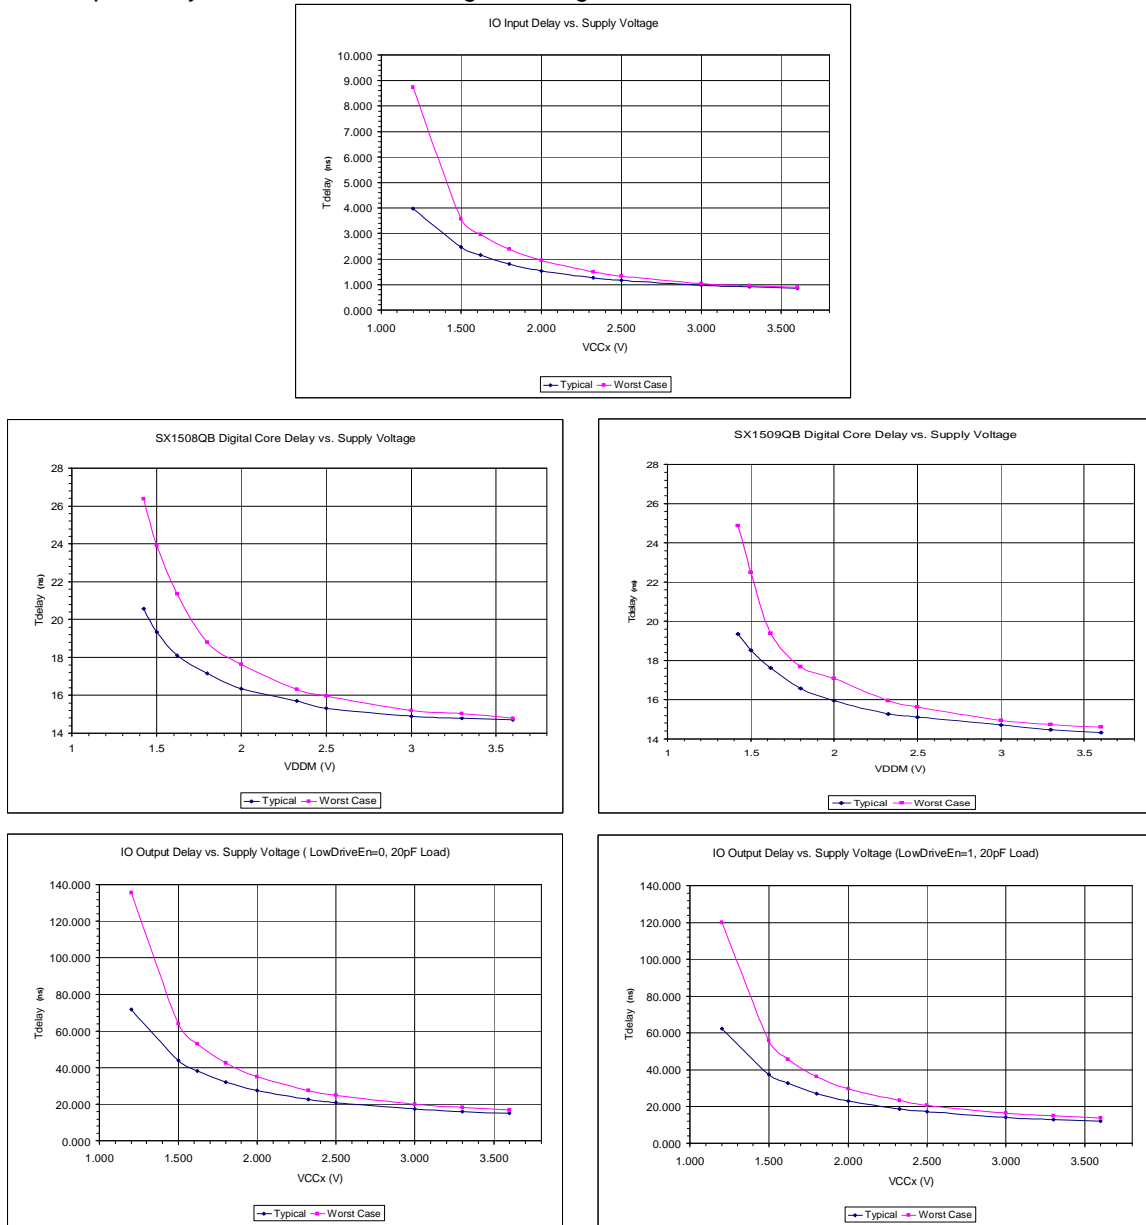 IO Input Delay vs. Supply Voltage
10.000
9.000
8.000
7.000
6.000
5.000
4.000
3.000
2.000
1.000
0.000
Tdelay (ns)
1.000 1.500 2.000 2.500 3.000 3.500
VCCx (V)
Typical Worst Case
SX1508QB Digital Core Delay vs. Supply Voltage
28
26
24
22
20
18
16
14
Tdelay (ns)
1 1.5 2 2.5 3 3.5
VDDM (V)
Typical Worst Case
SX1509QB Digital Core Delay vs. Supply Voltage
28
26
24
22
20
18
16
14
Tdelay (ns)
1 1.5 2 2.5 3 3.5
VDDM (V)
Typical Worst Case
IO Output Delay vs. Supply Voltage ( LowDriveEn=0, 20pF Load)
140.000
120.000
100.000
80.000
60.000
40.000
20.000
0.000
Tdelay (ns)
1.000 1.500 2.000 2.500 3.000 3.500
VCCx (V)
Typical Worst Case
IO Output Delay vs. Supply Voltage (LowDriveEn=1, 20pF Load)
140.000
120.000
100.000
80.000
60.000
40.000
20.000
0.000
Tdelay (ns)
1.000 1.500 2.000 2.500 3.000 3.500
VCCx (V)
Typical Worst Case